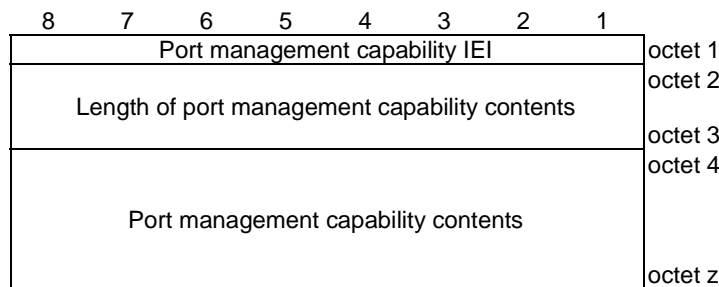 8 7 6 5 4 3 2 1
Port management capability IEI octet 1
octet 2
Length of port management capability contents
octet 3
octet 4
Port management capability contents
octet z